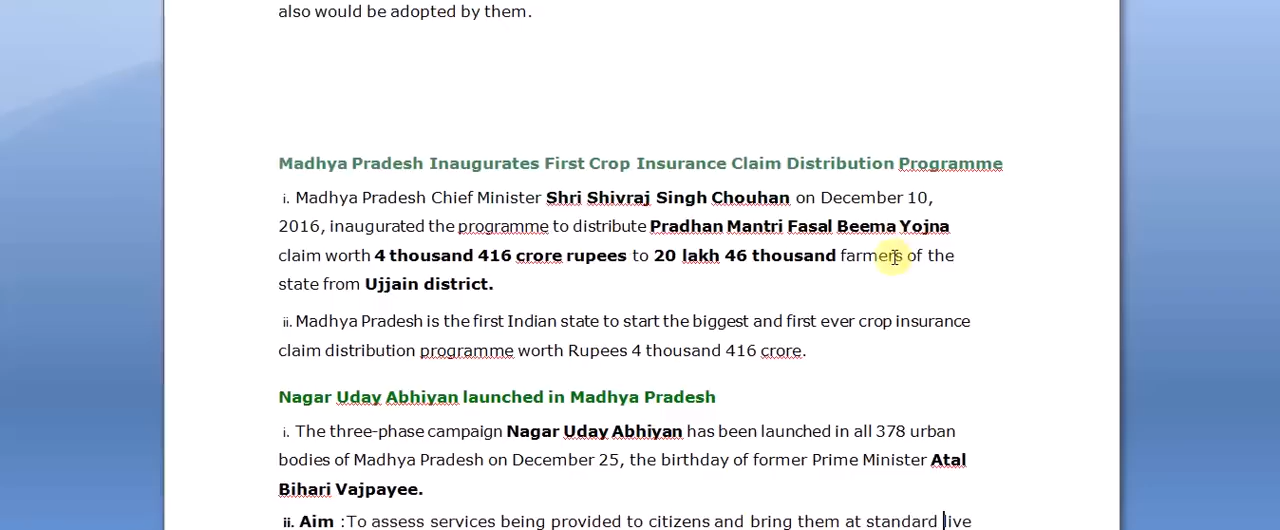 also would be adopted by them.
Madhya Pradesh Inaugurates First Crop Insurance Claim Distribution Programme
i. Madhya Pradesh Chief Minister Shri Shivraj Singh Chouhan on December 10,
2016, inaugurated the programme to distribute Pradhan Mantri Fasal Beema Yojna
claim worth 4 thousand 416 crore rupees to 20 lakh 46 thousand farmers of the
state from Ujjain district.
ii. Madhya Pradesh is the first Indian state to start the biggest and first ever crop insurance
claim distribution programme worth Rupees 4 thousand 416 crore.
Nagar Uday Abhiyan launched in Madhya Pradesh
i. The three-phase campaign Nagar Uday Abhiyan has been launched in all 378 urban
bodies of Madhya Pradesh on December 25, the birthday of former Prime Minister Atal
Bihari Vajpayee.
ii. Aim :To assess services being provided to citizens and bring them at standard live